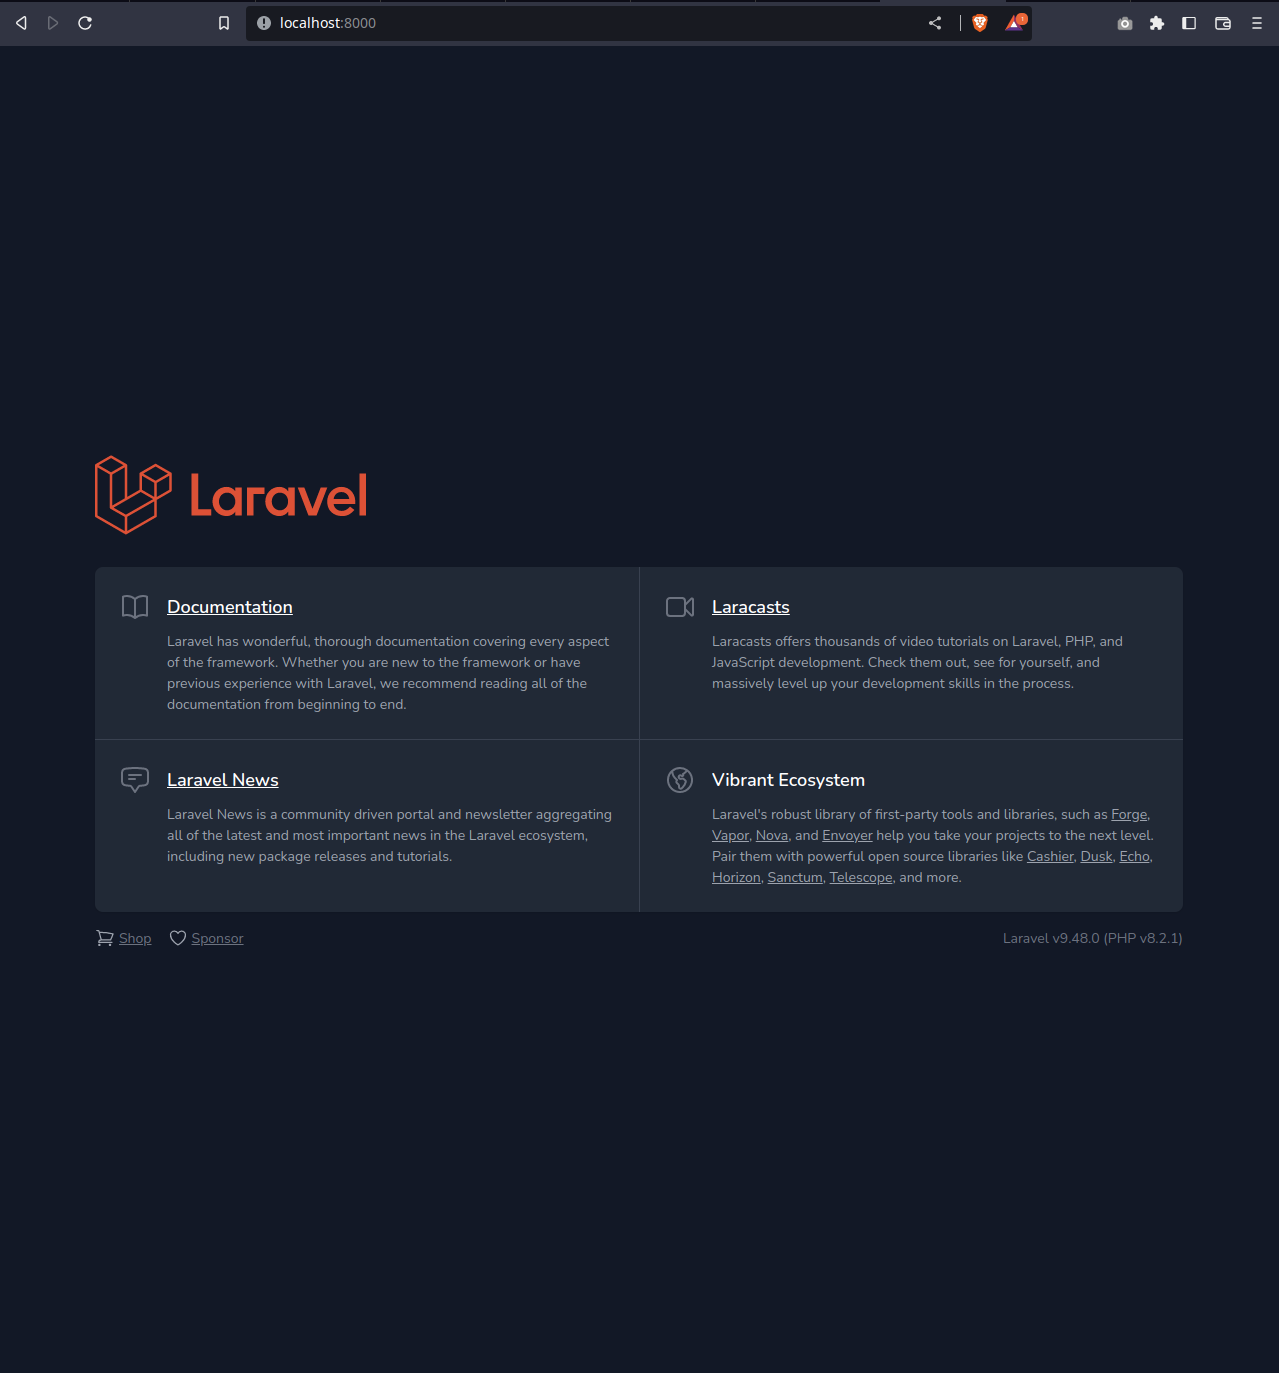 localhost:8000
1
Laravel
Documentation
Laravel has wonderful, thorough documentation covering every aspect
of the framework. Whether you are new to the framework or have
previous experience with Laravel, we recommend reading all of the
documentation from beginning to end.
Laracasts
Laracasts offers thousands of video tutorials on Laravel, PHP, and
JavaScript development. Check them out, see for yourself, and
massively level up your development skills in the process.
Laravel News
Laravel News is a community driven portal and newsletter aggregating
all of the latest and most important news in the Laravel ecosystem,
including new package releases and tutorials.
Vibrant Ecosystem
Laravel's robust library of first-party tools and libraries, such as Forge,
Vapor, Nova, and Envoyer help you take your projects to the next level.
Pair them with powerful open source libraries like Cashier, Dusk, Echo,
Horizon, Sanctum, Telescope, and more.
Shop Sponsor
Laravel v9.48.0 (PHP v8.2.1)